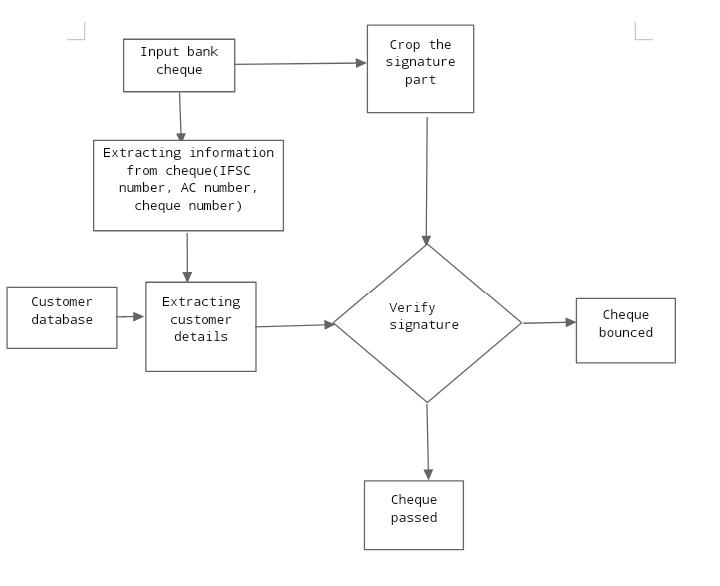 Input bank
cheque
Crop the
signature
part
Extracting information
from cheque(IFSC
number, AC number,
cheque number)
Customer
database
Extracting
customer
details
Verify
signature
Cheque
bounced
Cheque
passed